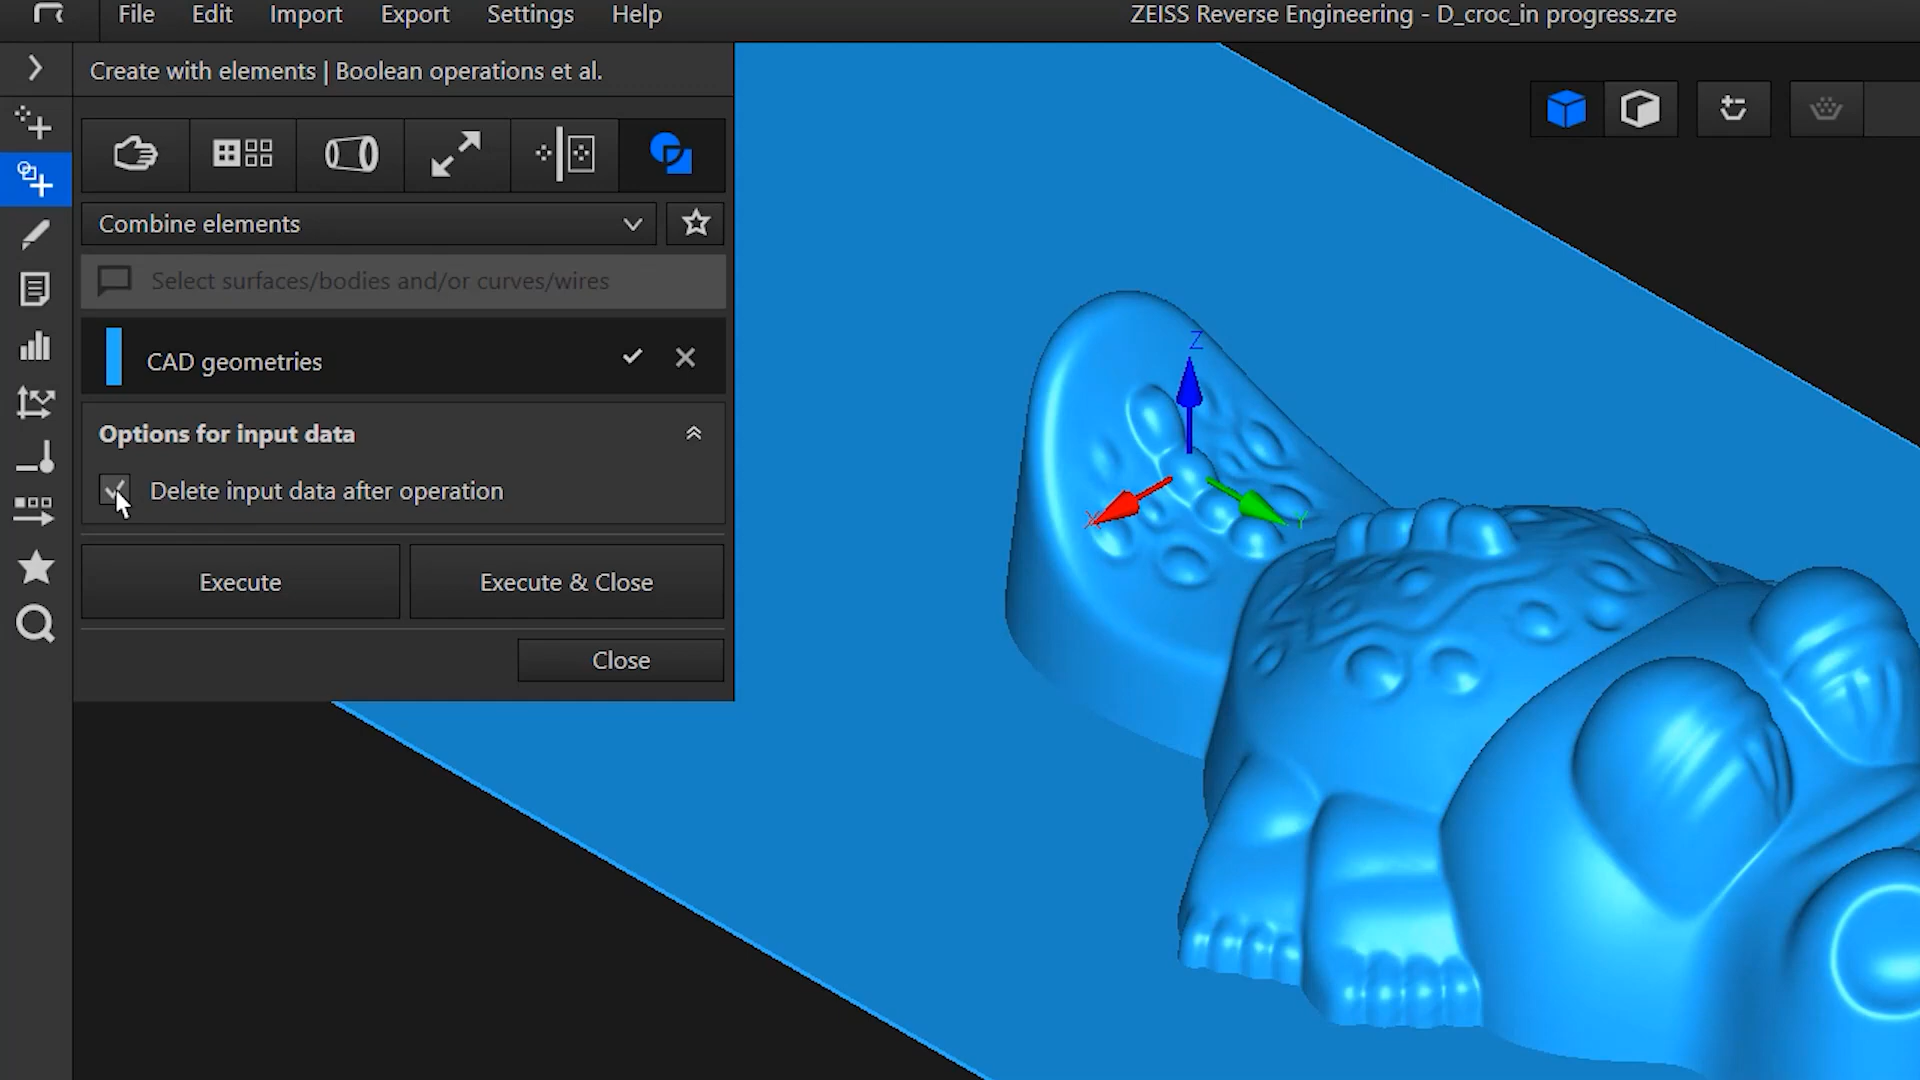 File Edit Import Export Settings Help
ZEISS Reverse Engineering - D_croc_in progress.zre
Create with elements | Boolean operations et al.
Combine elements
Select surfaces/bodies and/or curves/wires
CAD geometries
Options for input data
Delete input data after operation
Execute
Execute & Close
Close
Z
X
Y